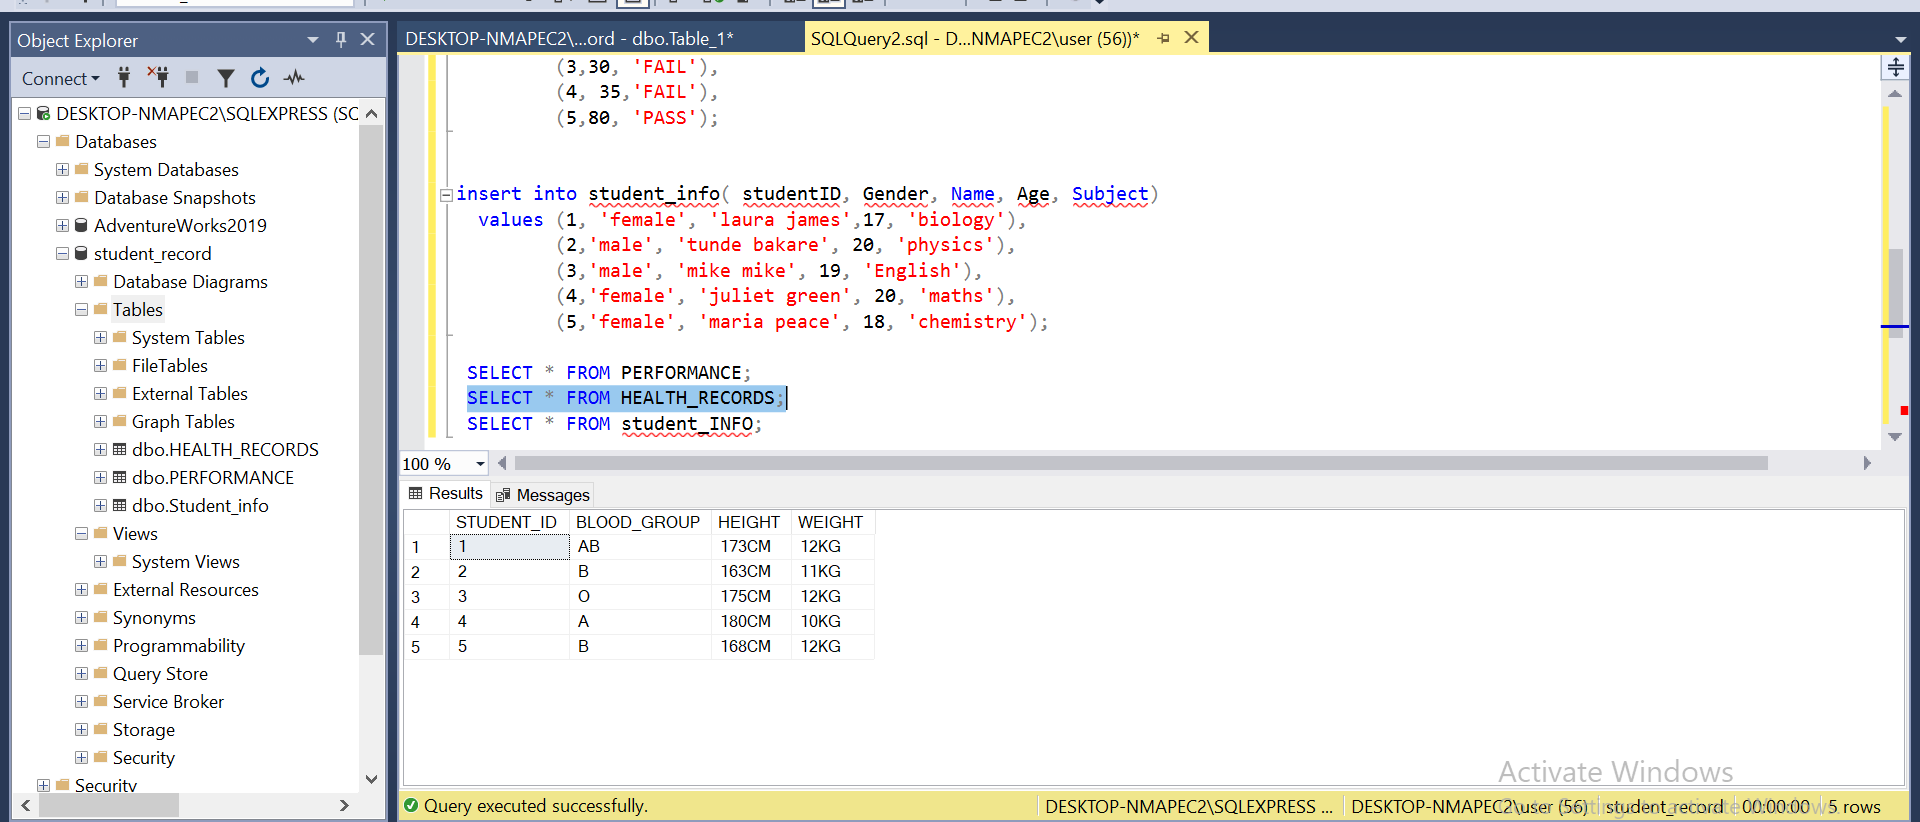 Object Explorer
Connect
DESKTOP-NMAPEC2\SQLEXPRESS (SC
Databases
System Databases
Database Snapshots
AdventureWorks2019
student_record
Database Diagrams
Tables
System Tables
FileTables
External Tables
Graph Tables
dbo.HEALTH_RECORDS
dbo.PERFORMANCE
dbo.Student_info
Views
System Views
External Resources
Synonyms
Programmability
Query Store
Service Broker
Storage
Security
Security
DESKTOP-NMAPEC2\...ord - dbo.Table_1*
SQLQuery2.sql - D...NMAPEC2\user (56))*
(3,30, 'FAIL'),
(4, 35,'FAIL'),
(5,80, 'PASS');
insert into student_info( studentID, Gender, Name, Age, Subject)
values (1, 'female', 'laura james',17, 'biology'),
(2,'male', 'tunde bakare', 20, 'physics'),
(3,'male', 'mike mike', 19, 'English'),
(4,'female', 'juliet green', 20, 'maths'),
(5,'female', 'maria peace', 18, 'chemistry');
SELECT * FROM PERFORMANCE;
SELECT * FROM HEALTH_RECORDS;
SELECT * FROM student_INFO;
100 %
Results Messages
STUDENT_ID BLOOD_GROUP HEIGHT WEIGHT
1 1 AB 173CM 12KG
2 2 B 163CM 11KG
3 3 O 175CM 12KG
4 4 A 180CM 10KG
5 5 B 168CM 12KG
Activate Windows
Go to Settings to activate Windows.
Query executed successfully.
DESKTOP-NMAPEC2\SQLEXPRESS ... DESKTOP-NMAPEC2\user (56) student_record 00:00:00 5 rows